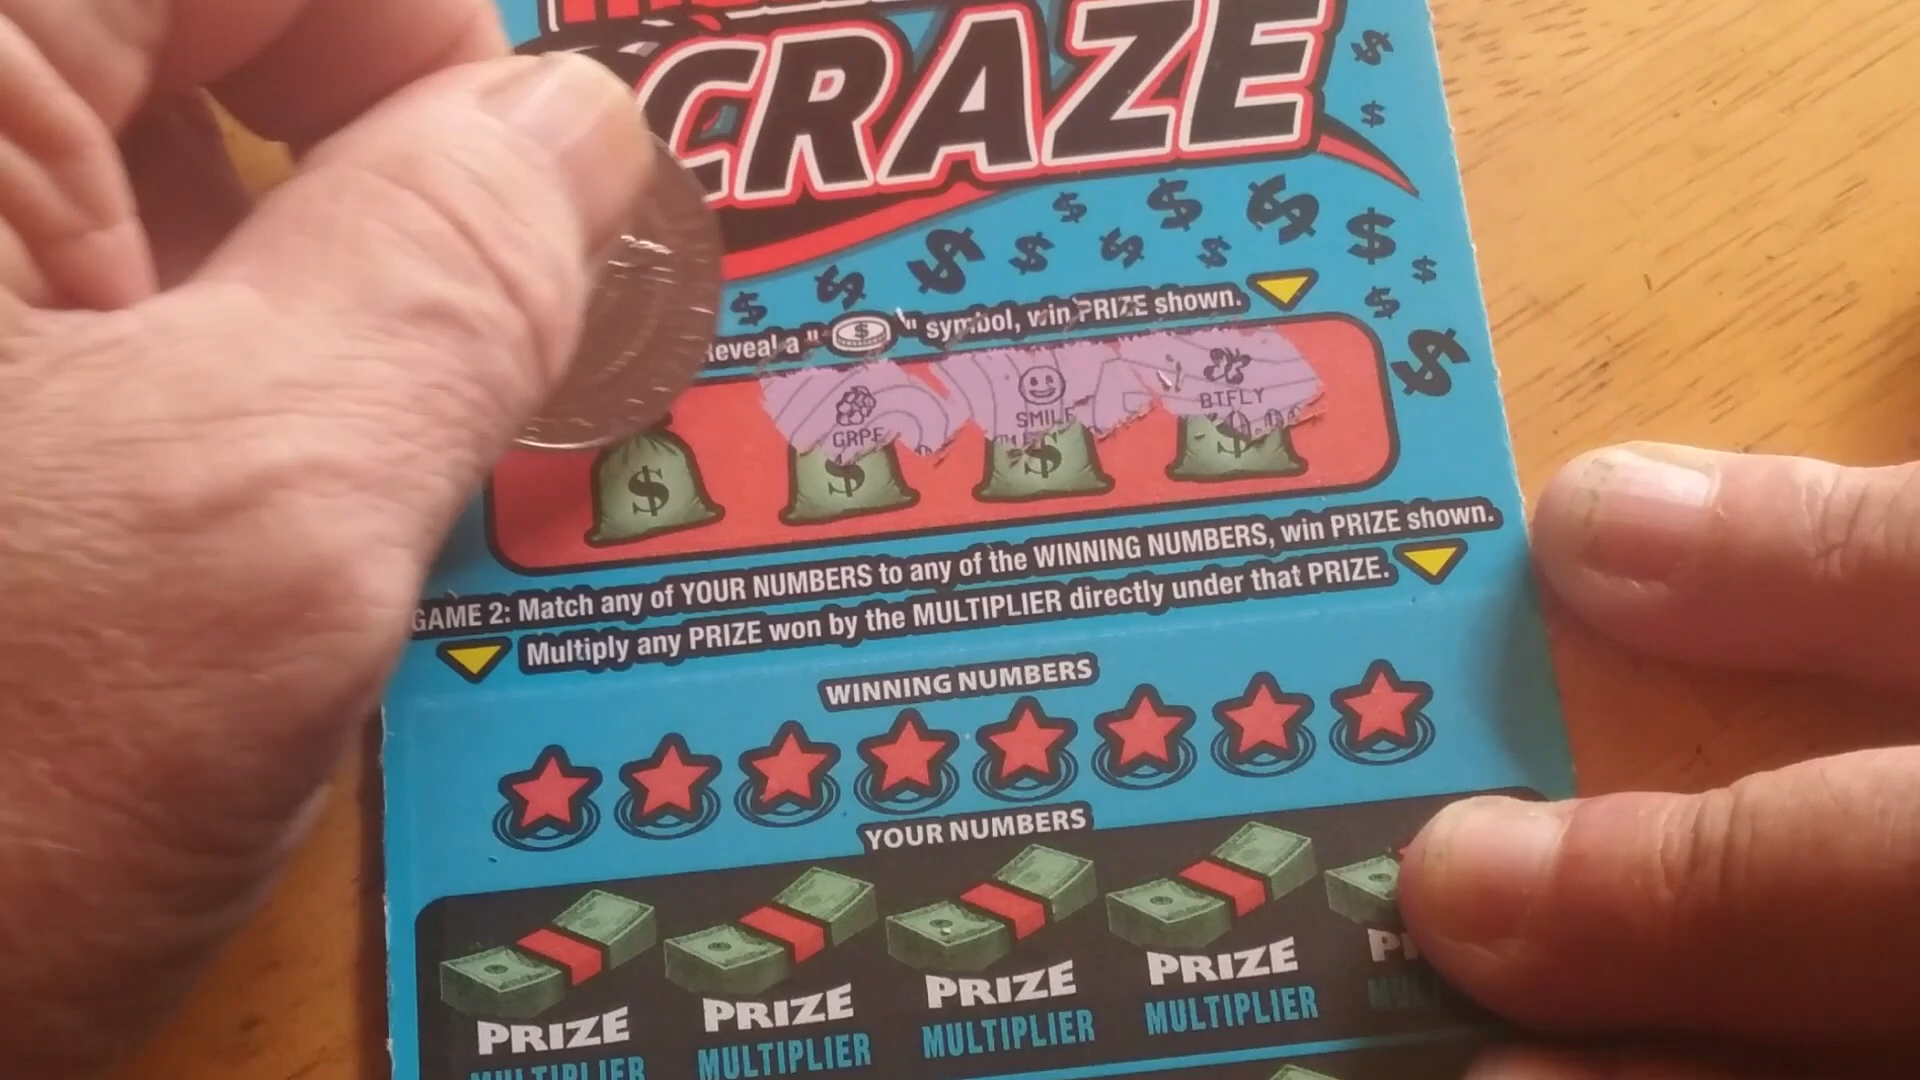 CRAZE
Reveal a " $ " symbol, win PRIZE shown.
GRPE SMILE BTFLY
GAME 2: Match any of YOUR NUMBERS to any of the WINNING NUMBERS, win PRIZE shown.
Multiply any PRIZE won by the MULTIPLIER directly under that PRIZE.
WINNING NUMBERS
YOUR NUMBERS
PRIZE PRIZE PRIZE PRIZE
MULTIPLIER MULTIPLIER MULTIPLIER MULTIPLIER